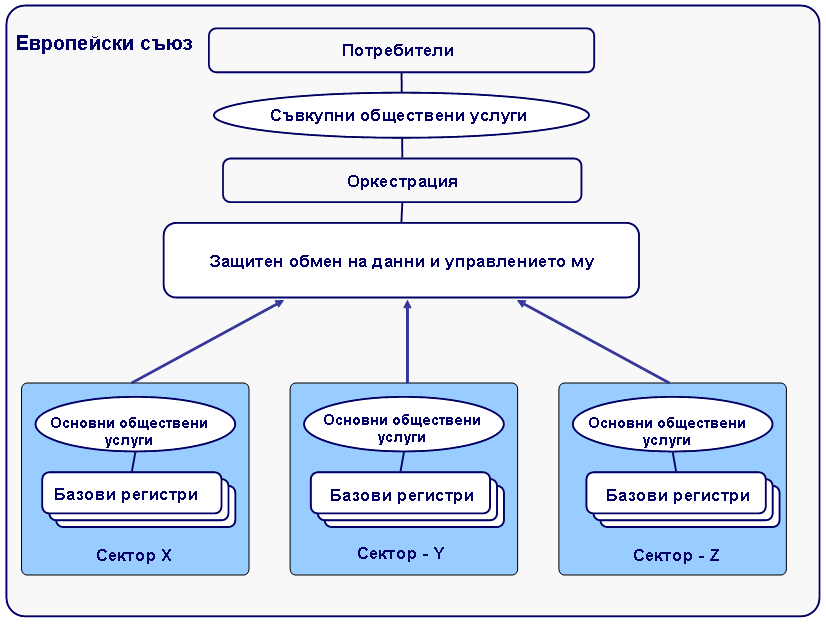 Европейски съюз
Потребители
Съвкупни обществени услуги
Оркестрация
Защитен обмен на данни и управлението му
Основни обществени
услуги
Базови регистри
Сектор X
Основни обществени
услуги
Базови регистри
Сектор - Y
Основни обществени
услуги
Базови регистри
Сектор - Z